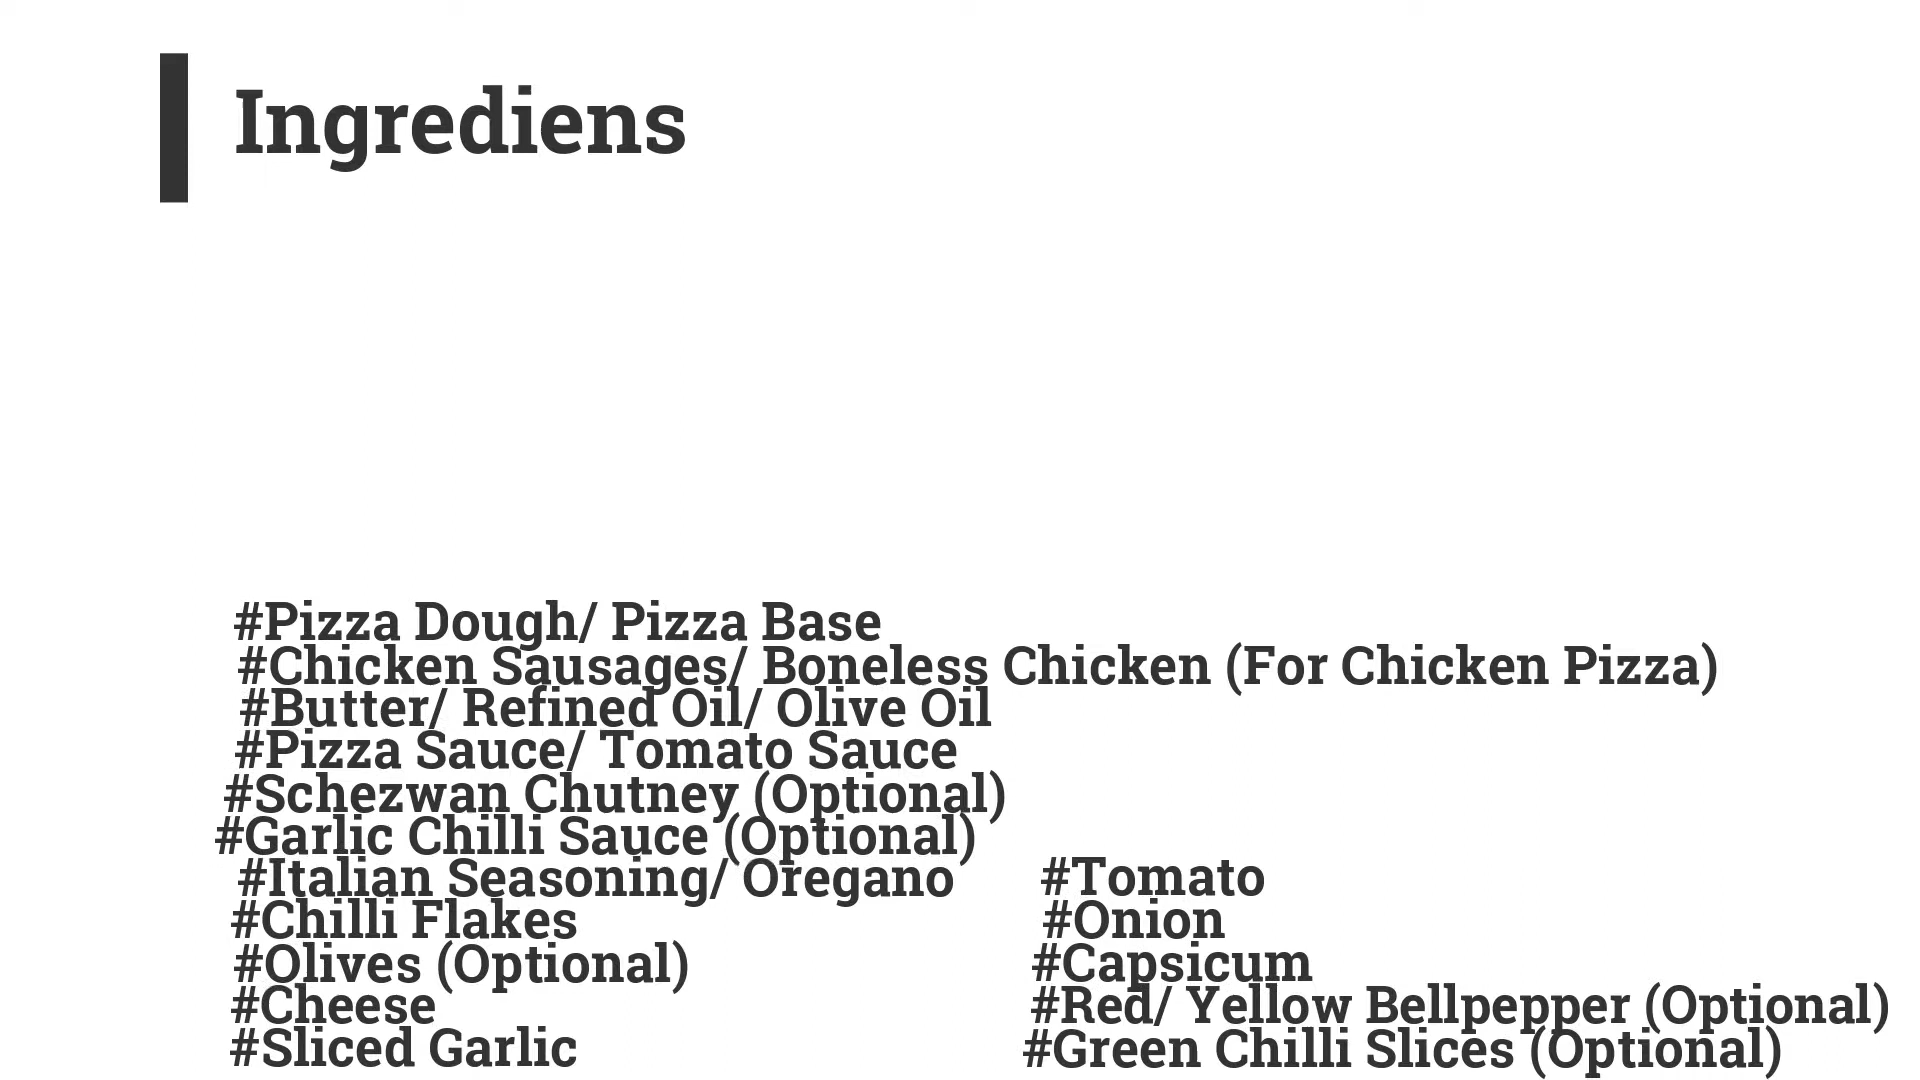 Ingrediens
#Pizza Dough/ Pizza Base
#Chicken Sausages/ Boneless Chicken (For Chicken Pizza)
#Butter/ Refined Oil/ Olive Oil
#Pizza Sauce/ Tomato Sauce
#Schezwan Chutney (Optional)
#Garlic Chilli Sauce (Optional)
#Italian Seasoning/ Oregano
#Chilli Flakes
#Olives (Optional)
#Cheese
#Sliced Garlic
#Tomato
#Onion
#Capsicum
#Red/ Yellow Bellpepper (Optional)
#Green Chilli Slices (Optional)